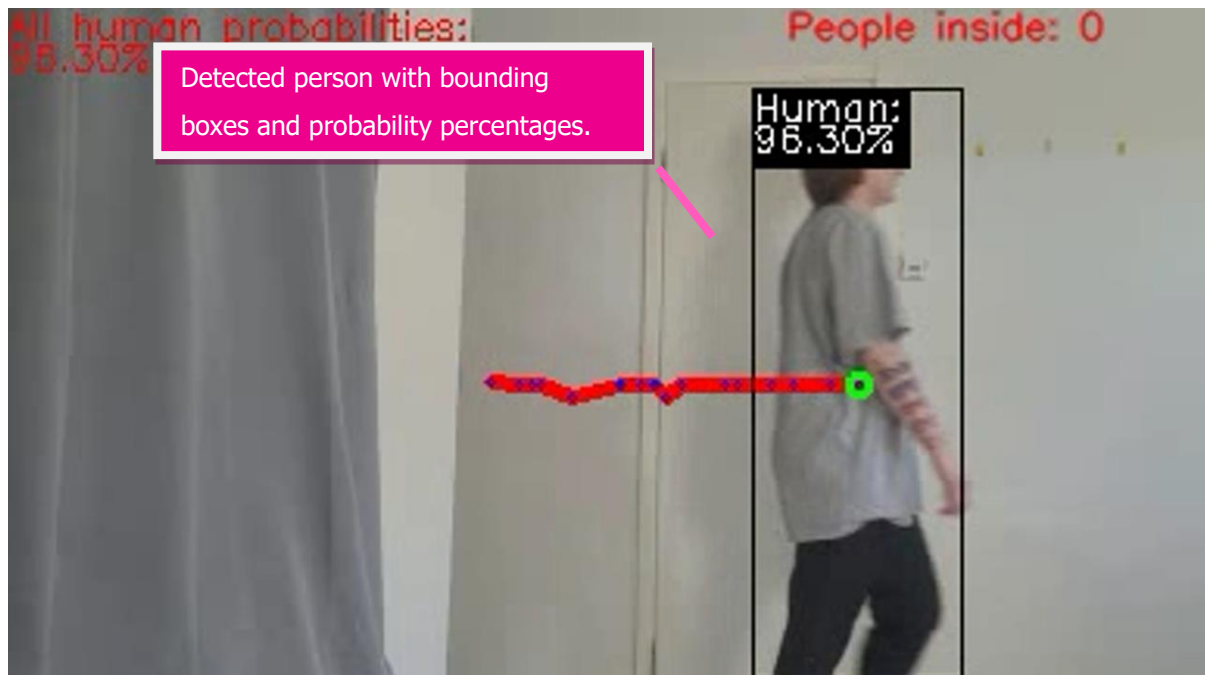 All human probabilities:
96.30%
People inside: 0
Detected person with bounding
boxes and probability percentages.
Human:
96.30%